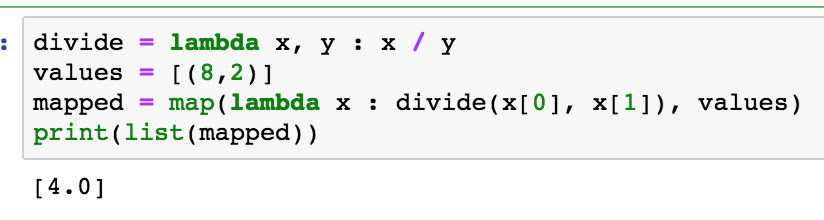 :
divide = lambda x, y : x / y
values = [(8,2)]
mapped = map(lambda x : divide(x[0], x[1]), values)
print(list(mapped))
[4.0]